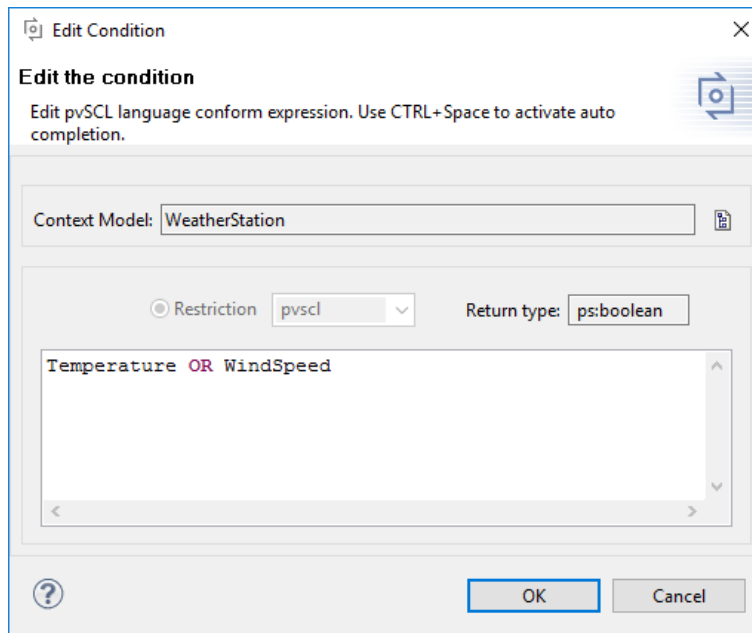 Edit Condition
Edit the condition
Edit pvSCL language conform expression. Use CTRL+Space to activate auto
completion.
Context Model: WeatherStation
Restriction pvscl Return type: ps:boolean
Temperature OR WindSpeed
OK Cancel